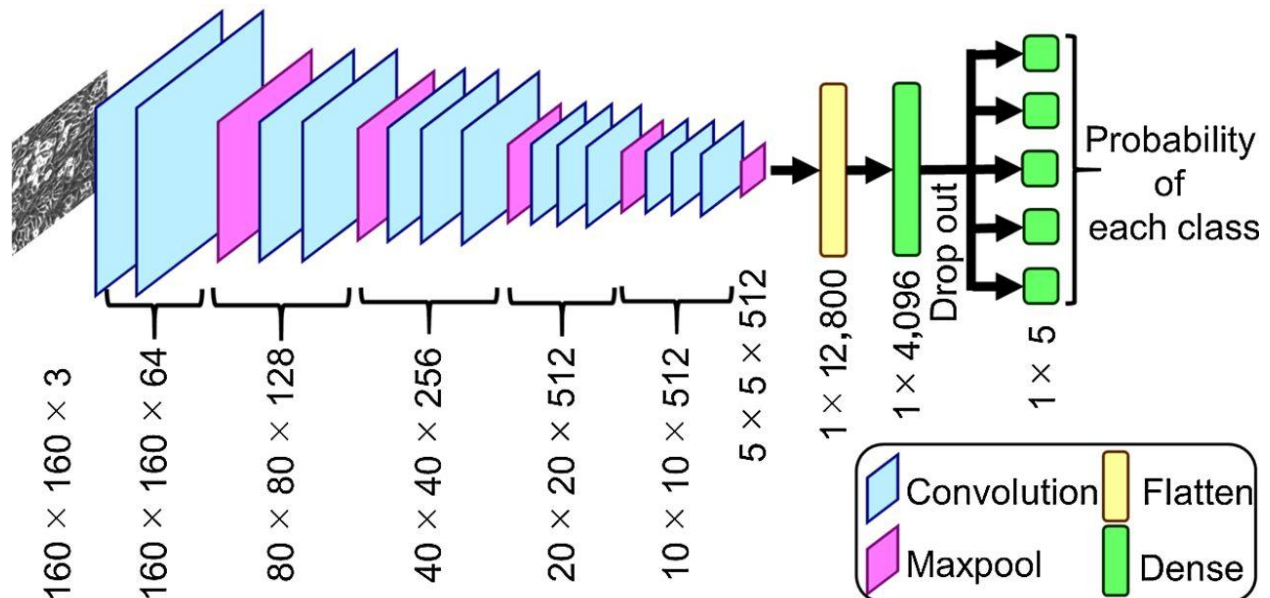 160 × 160 × 3
160 × 160 × 64
80 × 80 × 128
40 × 40 × 256
20 × 20 × 512
10 × 10 × 512
5 × 5 × 512
1 × 12,800
1 × 4,096
Drop out
1 × 5
Probability
of
each class
Convolution
Flatten
Maxpool
Dense